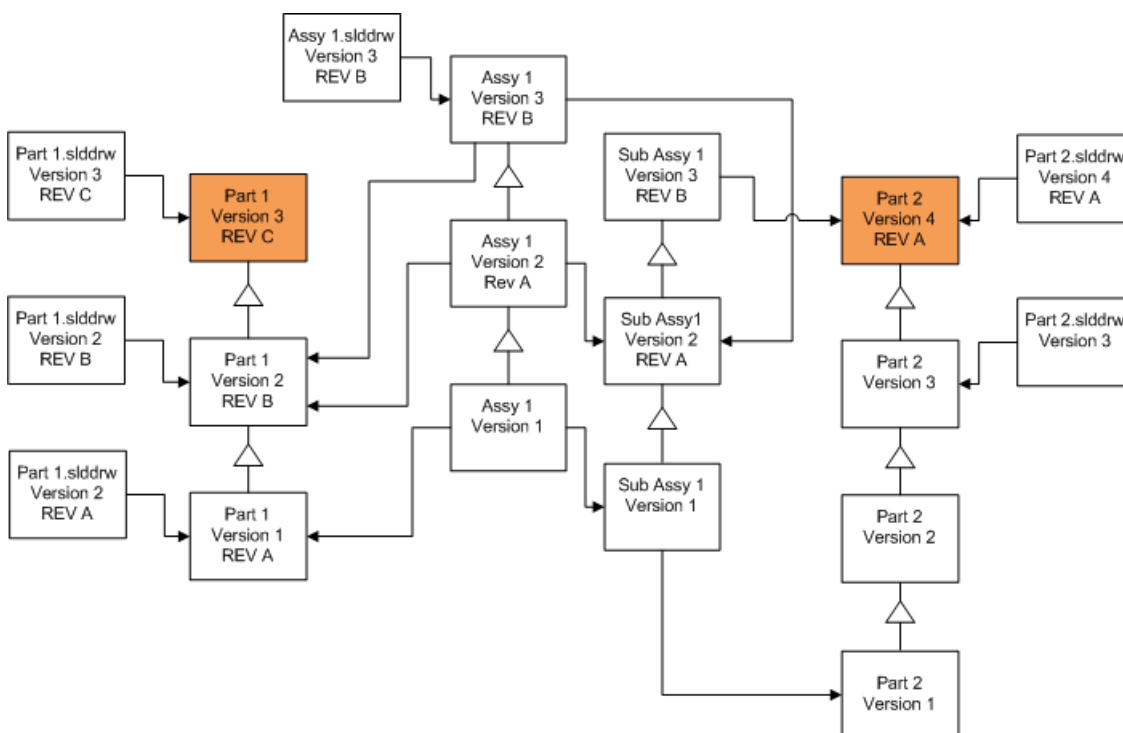 Assy 1.slddrw
Version 3
REV B
Assy 1
Version 3
REV B
Part 1.slddrw
Version 3
REV C
Part 1
Version 3
REV C
Sub Assy 1
Version 3
REV B
Part 2
Version 4
REV A
Part 2.slddrw
Version 4
REV A
Assy 1
Version 2
Rev A
Part 1.slddrw
Version 2
REV B
Part 1
Version 2
REV B
Sub Assy1
Version 2
REV A
Part 2
Version 3
Part 2.slddrw
Version 3
Assy 1
Version 1
Part 1.slddrw
Version 2
REV A
Part 1
Version 1
REV A
Sub Assy 1
Version 1
Part 2
Version 2
Part 2
Version 1